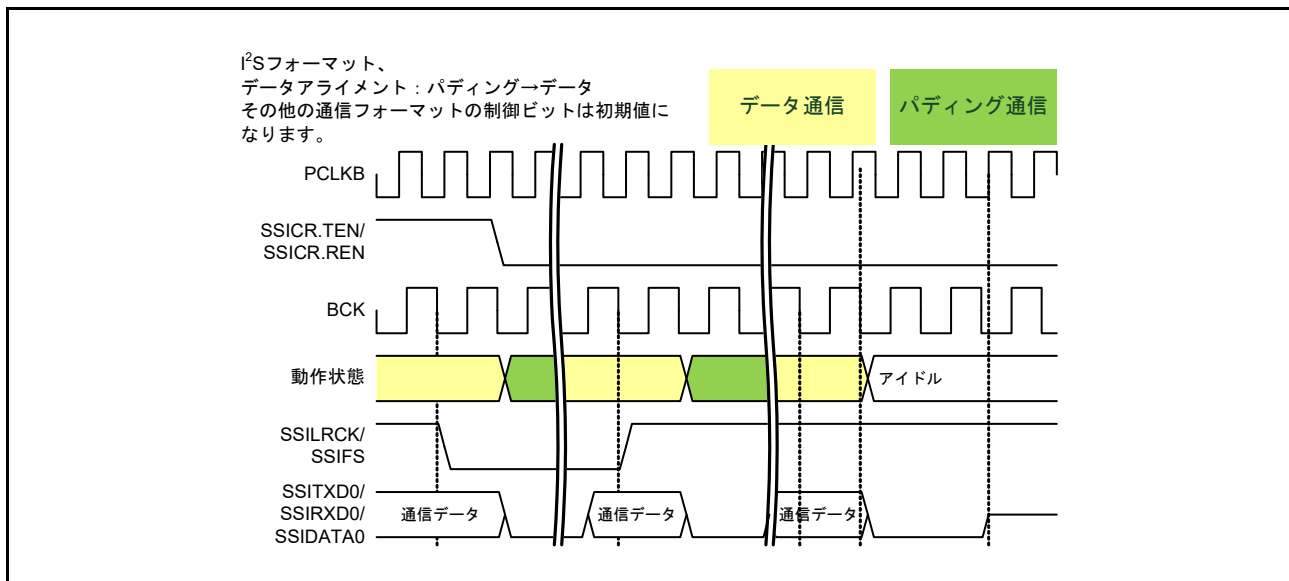 I²Sフォーマット、
データアライメント：パディング→データ
その他の通信フォーマットの制御ビットは初期値に
なります。
データ通信
パディング通信
PCLKB
SSICR.TEN/
SSICR.REN
BCK
動作状態
アイドル
SSILRCK/
SSIFS
SSITXD0/
SSIRXD0/
SSIDATA0
通信データ
通信データ
通信データ